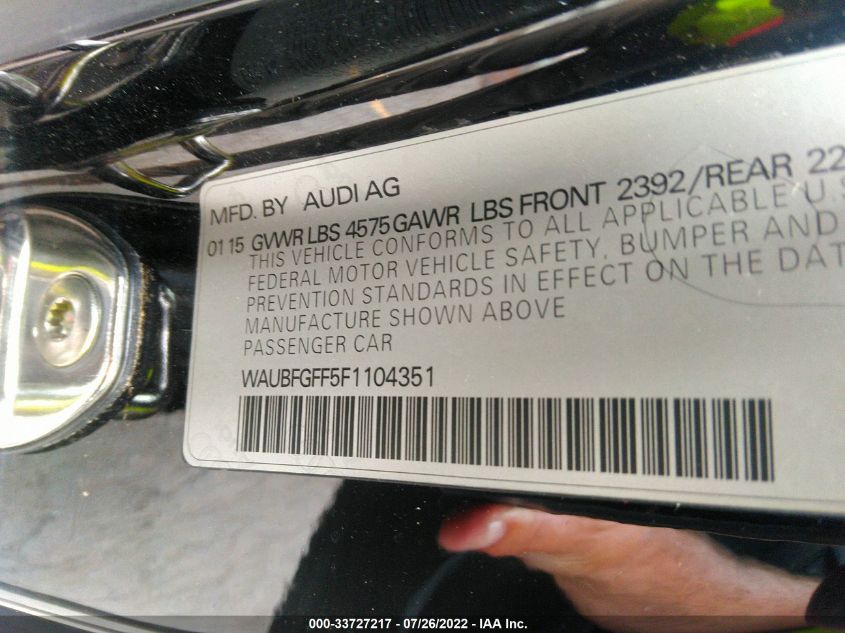 MFD. BY AUDI AG
01 15 GVWR LBS 4575 GAWR LBS FRONT 2392/REAR 22
THIS VEHICLE CONFORMS TO ALL APPLICABLE U.S
FEDERAL MOTOR VEHICLE SAFETY, BUMPER AND
PREVENTION STANDARDS IN EFFECT ON THE DAT
MANUFACTURE SHOWN ABOVE
PASSENGER CAR
WAUBFGFF5F1104351
000-33727217 - 07/26/2022 - IAA Inc.